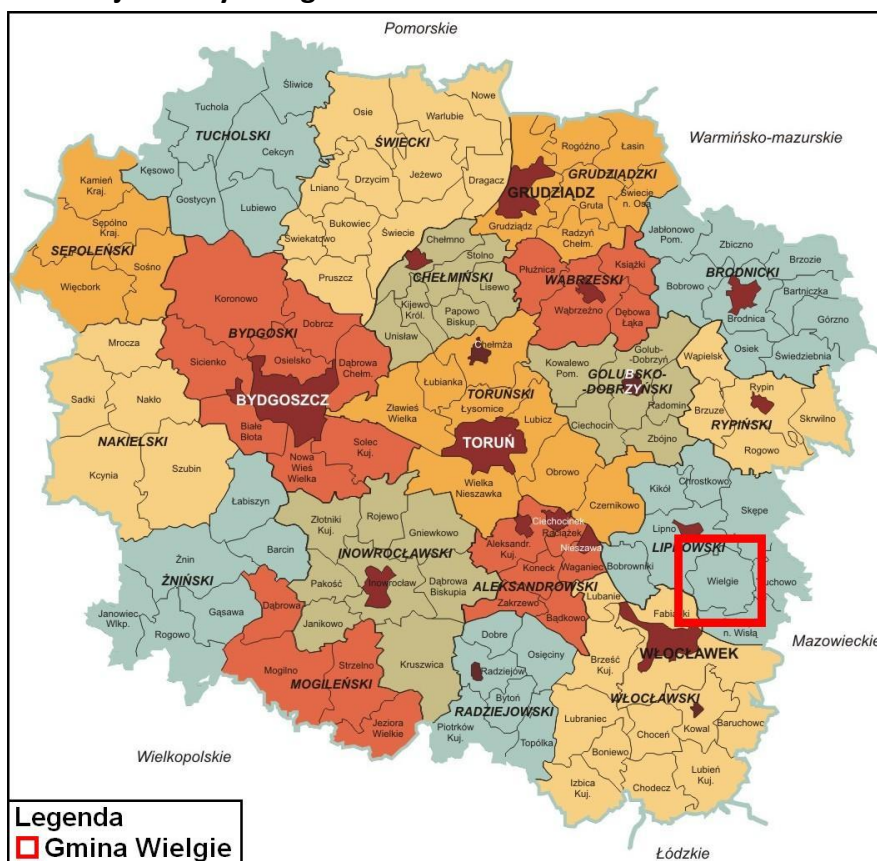 Pomorskie
Warmińsko-mazurskie
Mazowieckie
Łódzkie
Wielkopolskie
Śliwice
Tuchola
TUCHOLSKI
Cekcyn
Kęsowo
Gostycyn
Lubiewo
Nowe
Osie
Warlubie
ŚWIECKI
Lniano
Drzycim
Jeżewo
Dragacz
Bukowiec
Świekatowo
Świecie
Pruszcz
Rogóźno
Łasin
GRUDZIĄDZKI
GRUDZIĄDZ
Gruta
Świecie
n. Osą
Grudziądz
Radzyń
Chełm.
Kamień
Kraj.
Sępólno
Kraj.
SĘPOLEŃSKI
Sośno
Więcbork
Chełmno
Stolno
CHEŁMIŃSKI
Lisewo
Kijewo
Król.
Papowo
Biskup.
Unisław
Płużnica
Książki
WĄBRZESKI
Wąbrzeźno
Dębowa
Łąka
Jabłonowo
Pom.
Zbiczno
Brzozie
BRODNICKI
Bobrowo
Bartniczka
Brodnica
Górzno
Osiek
Świedziebnia
Koronowo
BYDGOSKI
Dobrcz
Sicienko
Osielsko
Dąbrowa
Chełm.
BYDGOSZCZ
Białe
Błota
Solec
Kuj.
Nowa
Wieś
Wielka
Mrocza
Sadki
Nakło
NAKIELSKI
Kcynia
Szubin
Chełmża
Łubianka
TORUŃSKI
Zławieś
Wielka
Łysomice
Lubicz
TORUŃ
Wielka
Nieszawka
Obrowo
Czernikowo
Kowalewo
Pom.
Golub-
Dobrzyń
GOLUBSKO-
-DOBRZYŃSKI
Radomin
Ciechocin
Zbójno
Wąpielsk
Rypin
Brzuze
RYPIŃSKI
Skrwilno
Rogowo
Łabiszyn
Żnin
Barcin
ŻNIŃSKI
Janowiec
Wlkp.
Gąsawa
Rogowo
Złotniki
Kuj.
Rojewo
Gniewkowo
INOWROCŁAWSKI
Pakość
Inowrocław
Dąbrowa
Biskupia
Janikowo
Kruszwica
Ciechocinek
Aleksandr.
Kuj.
Raciążek
Nieszawa
Koneck
Waganiec
ALEKSANDROWSKI
Zakrzewo
Bądkowo
Kikół
Chrostkowo
Skępe
Lipno
LIPNOWSKI
Bobrowniki
Wielgie
n. Wisłą
Dąbrowa
Mogilno
Strzelno
MOGILEŃSKI
Jeziora
Wielkie
Dobre
Osięciny
Radziejów
Bytoń
RADZIEJOWSKI
Piotrków
Kuj.
Topólka
Lubanie
WŁOCŁAWEK
Brześć
Kuj.
WŁOCŁAWSKI
Lubraniec
Choceń
Kowal
Boniewo
Izbica
Kuj.
Chodecz
Lubień
Kuj.
Legenda
Gmina Wielgie